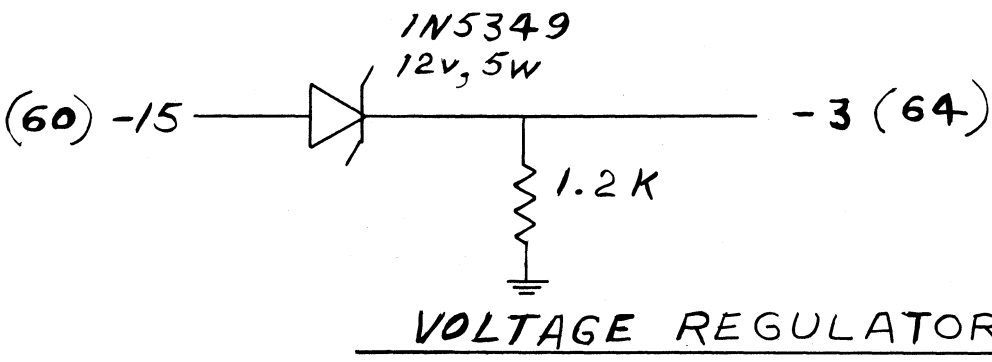 1N5349
12v, 5w
(60) -15
-3 (64)
1.2K
VOLTAGE REGULATOR